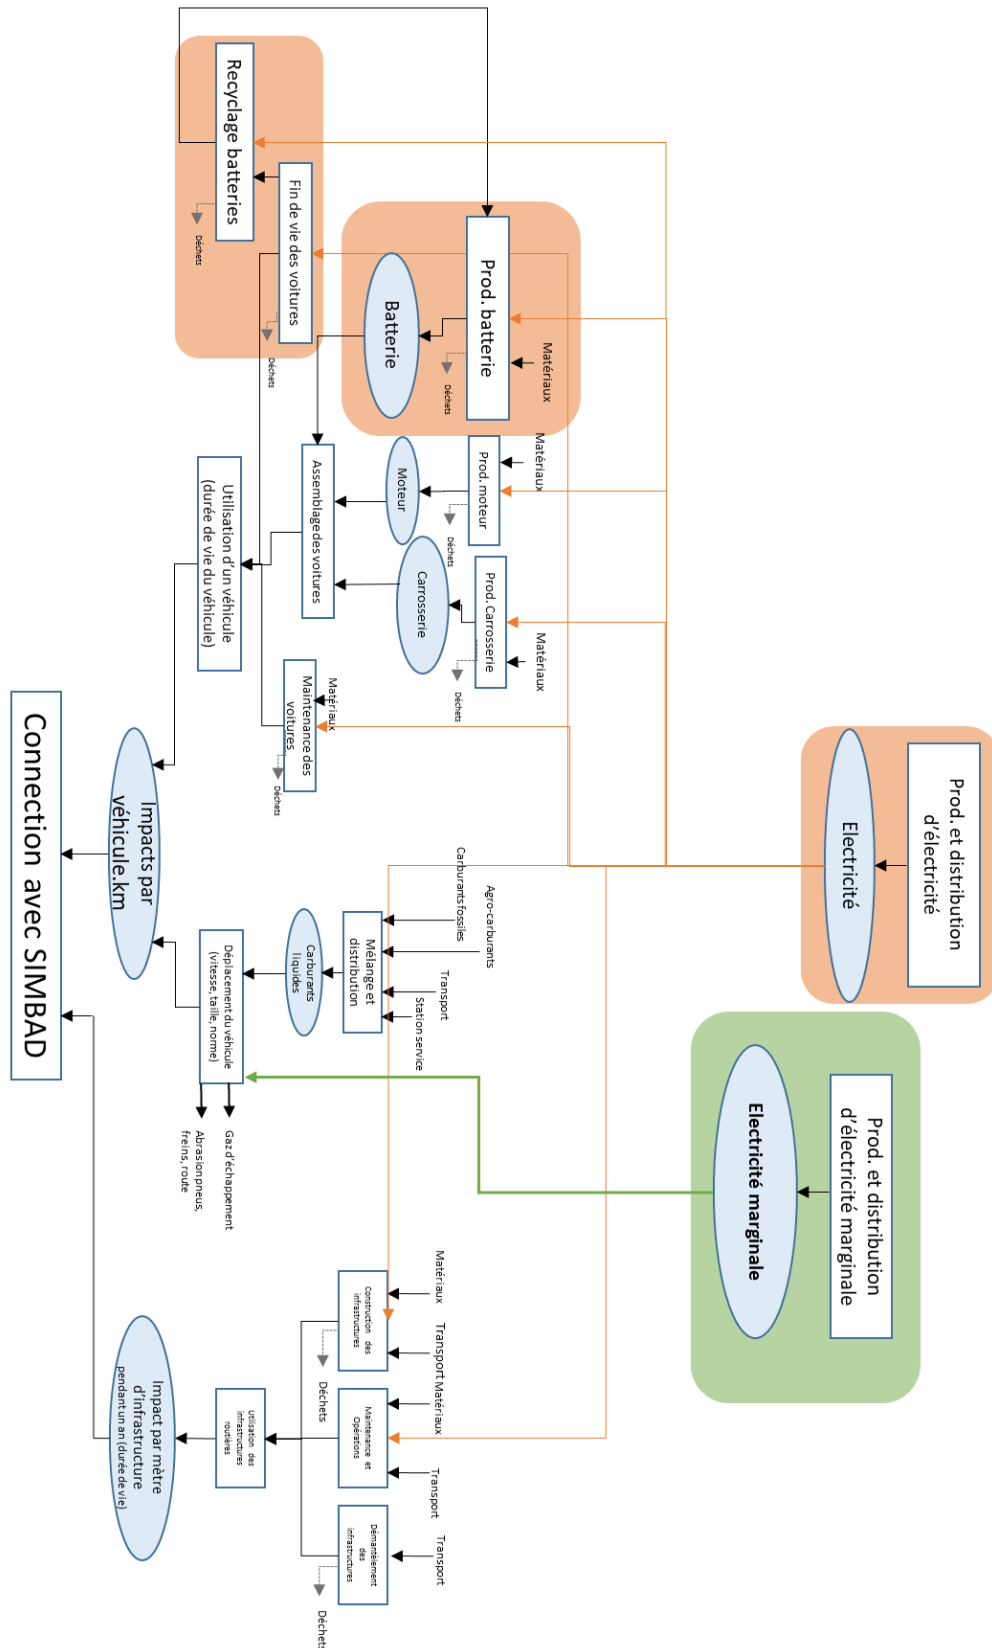 Prod. et distribution
d’électricité
Electricité
Prod. et distribution
d’électricité marginale
Electricité marginale
Matériaux
Prod. batterie
Batterie
Déchets
Recyclage batteries
Déchets
Fin de vie des voitures
Déchets
Matériaux
Prod. moteur
Déchets
Moteur
Matériaux
Prod. Carrosserie
Déchets
Carrosserie
Assemblage des voitures
Matériaux
Maintenance des
voitures
Déchets
Utilisation d’un véhicule
(durée de vie du véhicule)
Carburants fossiles
Agro-carburants
Transport
Station service
Mélange et
distribution
Carburants
liquides
Déplacement du véhicule
(vitesse, taille, norme)
Gaz d’échappement
Abrasion pneus,
freins, route
Matériaux
Transport
Construction des
infrastructures
Déchets
Matériaux
Transport
Maintenance et
Opérations
Transport
Démantèlement
des
infrastructures
Déchets
Utilisation des
infrastructures
routières
Impacts par
véhicule.km
Impact par mètre
d’infrastructure
pendant un an (durée de vie)
Connection avec SIMBAD